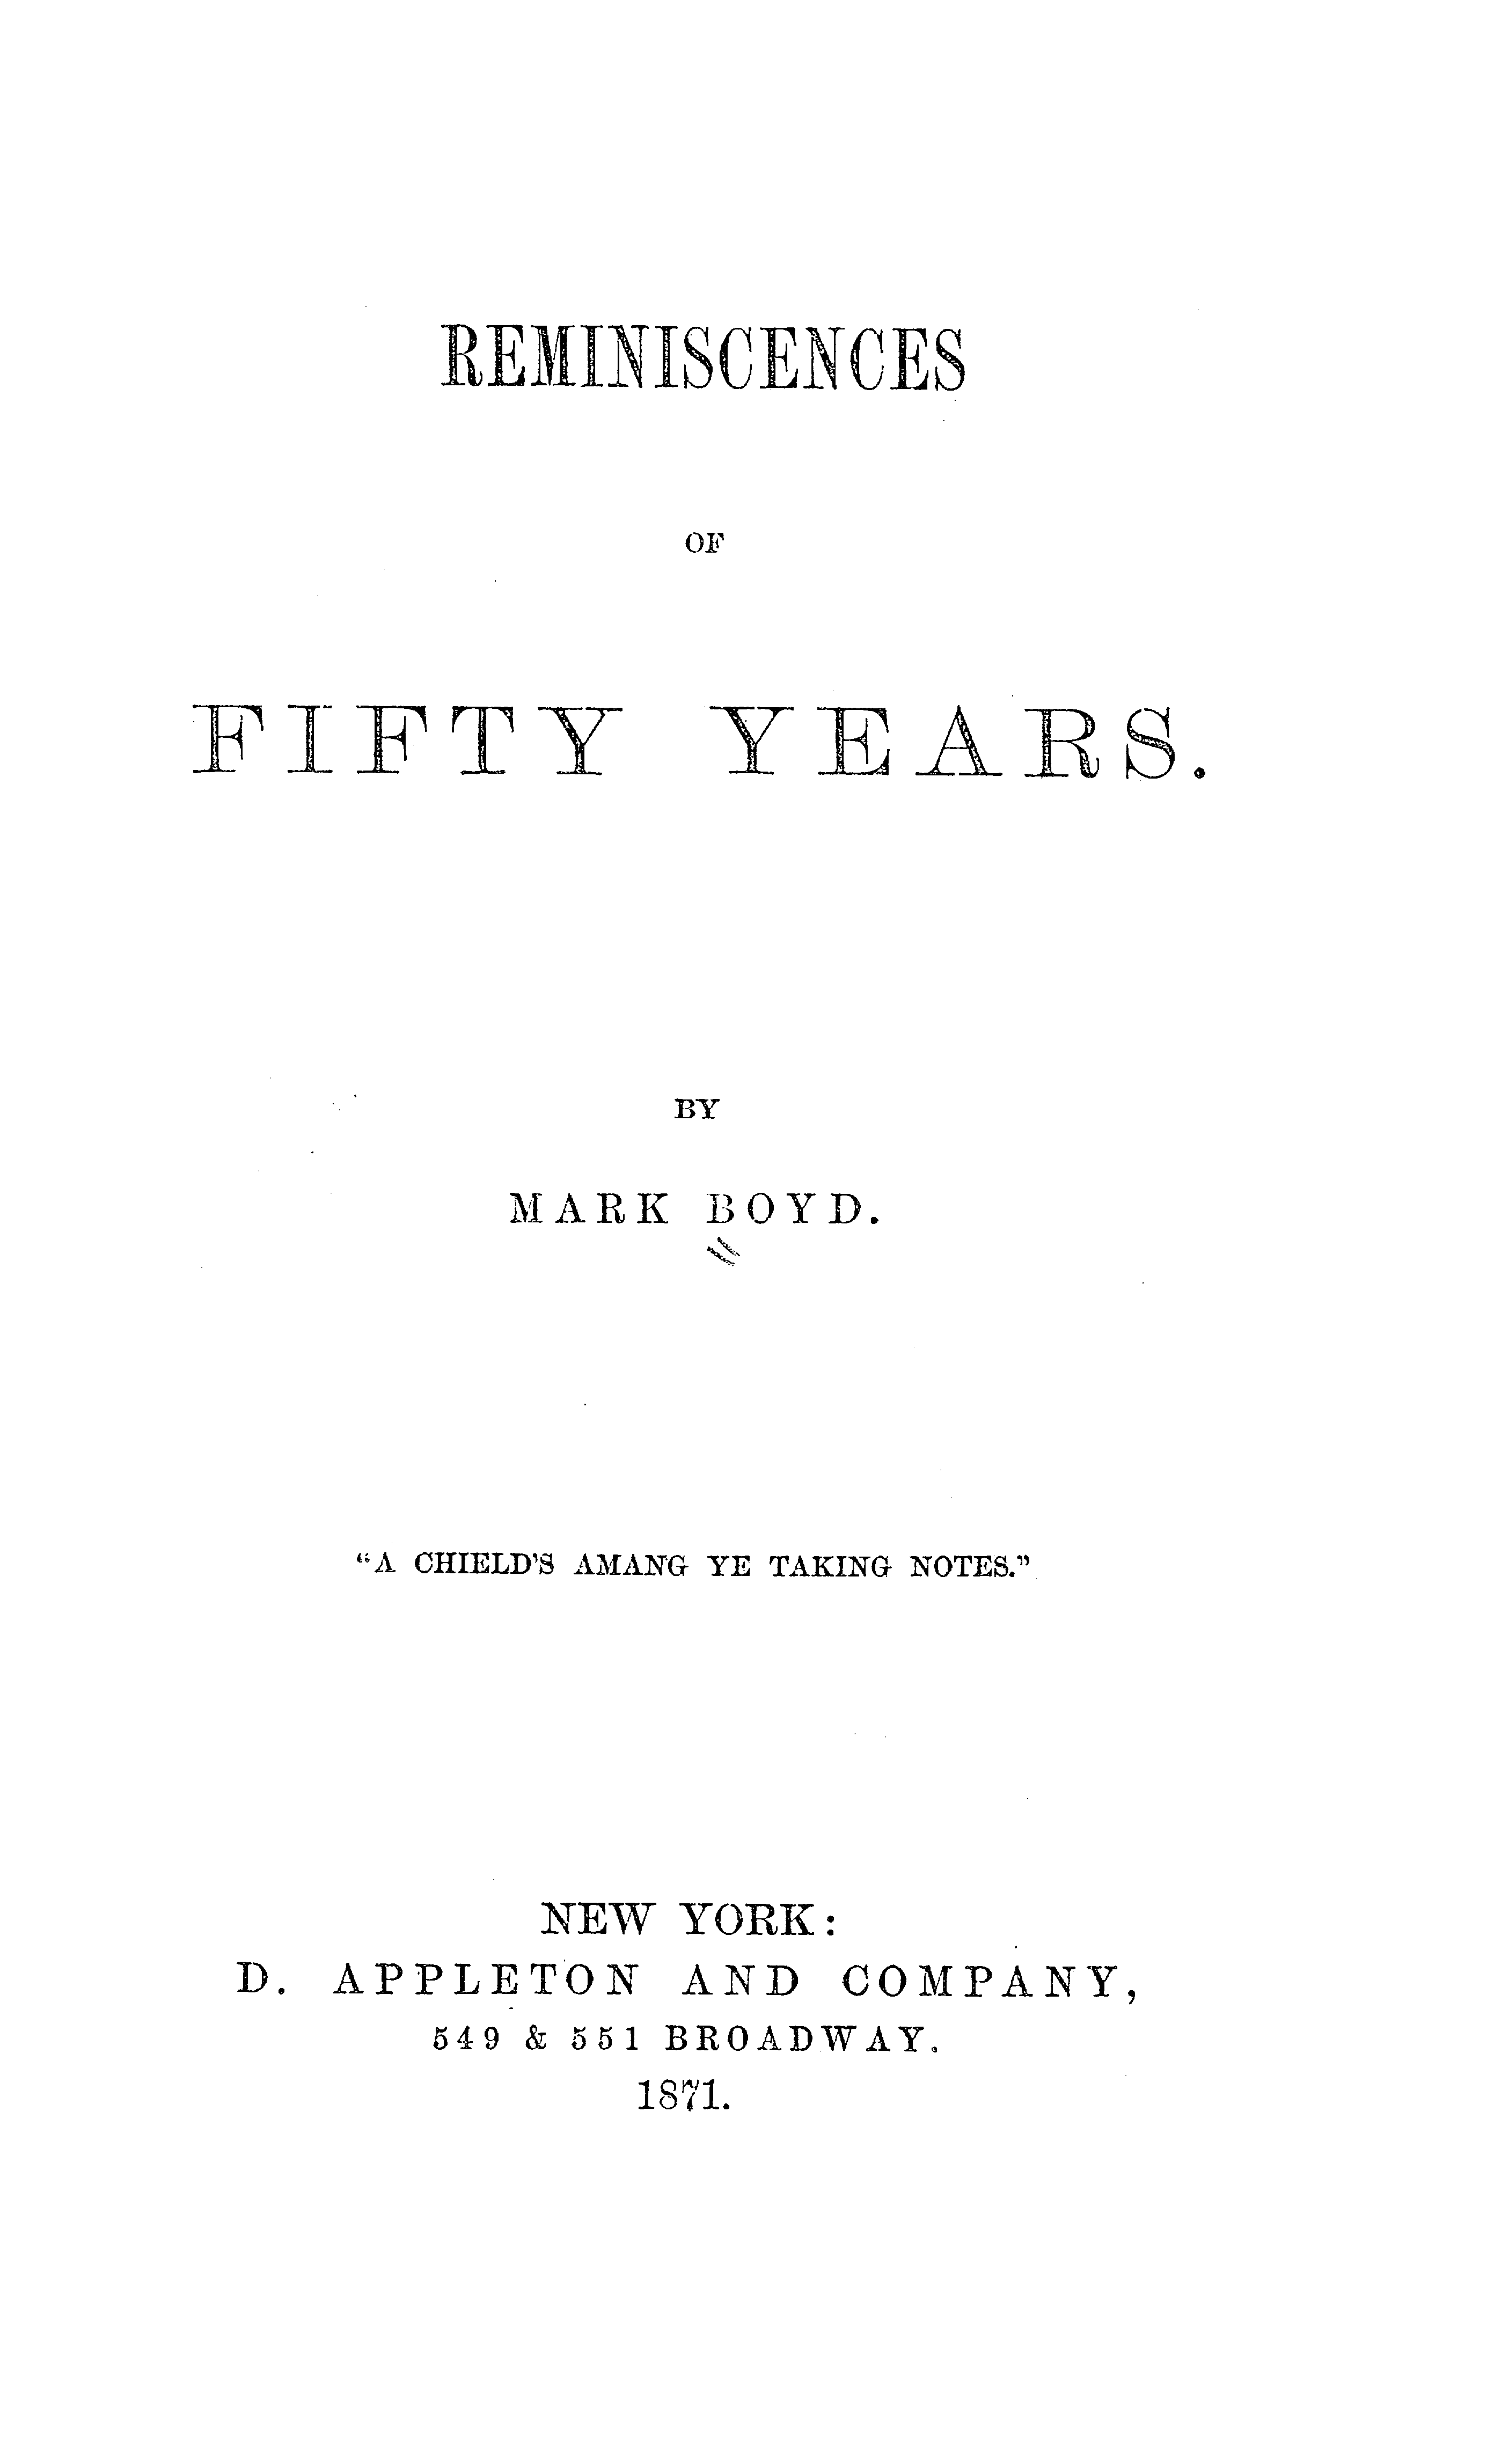 REMINISCENCES
OF
FIFTY YEARS.
BY
MARK BOYD.
“A CHIELD'S AMANG YE TAKING NOTES.”
NEW YORK:
D. APPLETON AND COMPANY,
549 & 551 BROADWAY.
1871.